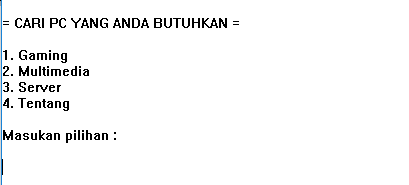 = CARI PC YANG ANDA BUTUHKAN =
1. Gaming
2. Multimedia
3. Server
4. Tentang
Masukan pilihan :